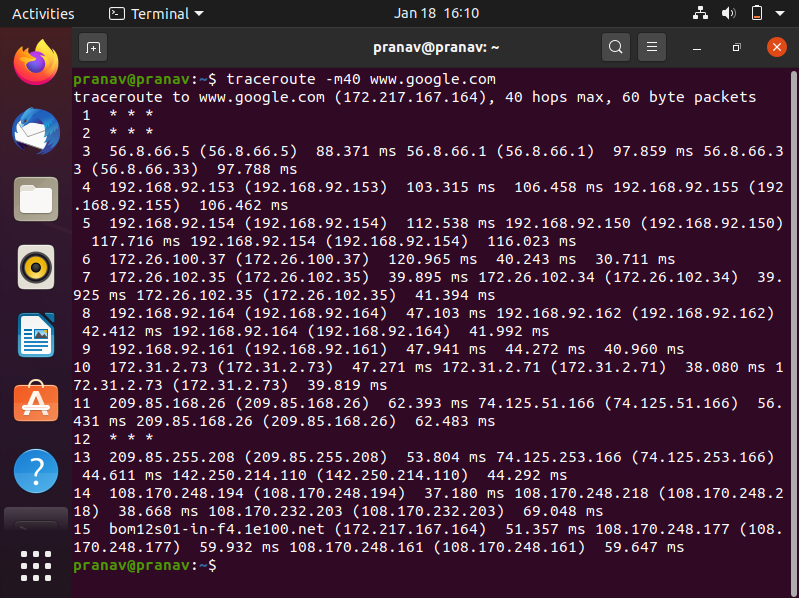 Activities Terminal Jan 18 16:10
pranav@pranav: ~
pranav@pranav:~$ traceroute -m40 www.google.com
traceroute to www.google.com (172.217.167.164), 40 hops max, 60 byte packets
 1  * * *
 2  * * *
 3  56.8.66.5 (56.8.66.5)  88.371 ms 56.8.66.1 (56.8.66.1)  97.859 ms 56.8.66.3
3 (56.8.66.33)  97.788 ms
 4  192.168.92.153 (192.168.92.153)  103.315 ms  106.458 ms 192.168.92.155 (192
.168.92.155)  106.462 ms
 5  192.168.92.154 (192.168.92.154)  112.538 ms 192.168.92.150 (192.168.92.150)
  117.716 ms 192.168.92.154 (192.168.92.154)  116.023 ms
 6  172.26.100.37 (172.26.100.37)  120.965 ms  40.243 ms  30.711 ms
 7  172.26.102.35 (172.26.102.35)  39.895 ms 172.26.102.34 (172.26.102.34)  39.
925 ms 172.26.102.35 (172.26.102.35)  41.394 ms
 8  192.168.92.164 (192.168.92.164)  47.103 ms 192.168.92.162 (192.168.92.162)
 42.412 ms 192.168.92.164 (192.168.92.164)  41.992 ms
 9  192.168.92.161 (192.168.92.161)  47.941 ms  44.272 ms  40.960 ms
10  172.31.2.73 (172.31.2.73)  47.271 ms 172.31.2.71 (172.31.2.71)  38.080 ms 1
72.31.2.73 (172.31.2.73)  39.819 ms
11  209.85.168.26 (209.85.168.26)  62.393 ms 74.125.51.166 (74.125.51.166)  56.
431 ms 209.85.168.26 (209.85.168.26)  62.483 ms
12  * * *
13  209.85.255.208 (209.85.255.208)  53.804 ms 74.125.253.166 (74.125.253.166)
 44.611 ms 142.250.214.110 (142.250.214.110)  44.292 ms
14  108.170.248.194 (108.170.248.194)  37.180 ms 108.170.248.218 (108.170.248.2
18)  38.668 ms 108.170.232.203 (108.170.232.203)  69.048 ms
15  bom12s01-in-f4.1e100.net (172.217.167.164)  51.357 ms 108.170.248.177 (108.
170.248.177)  59.932 ms 108.170.248.161 (108.170.248.161)  59.647 ms
pranav@pranav:~$